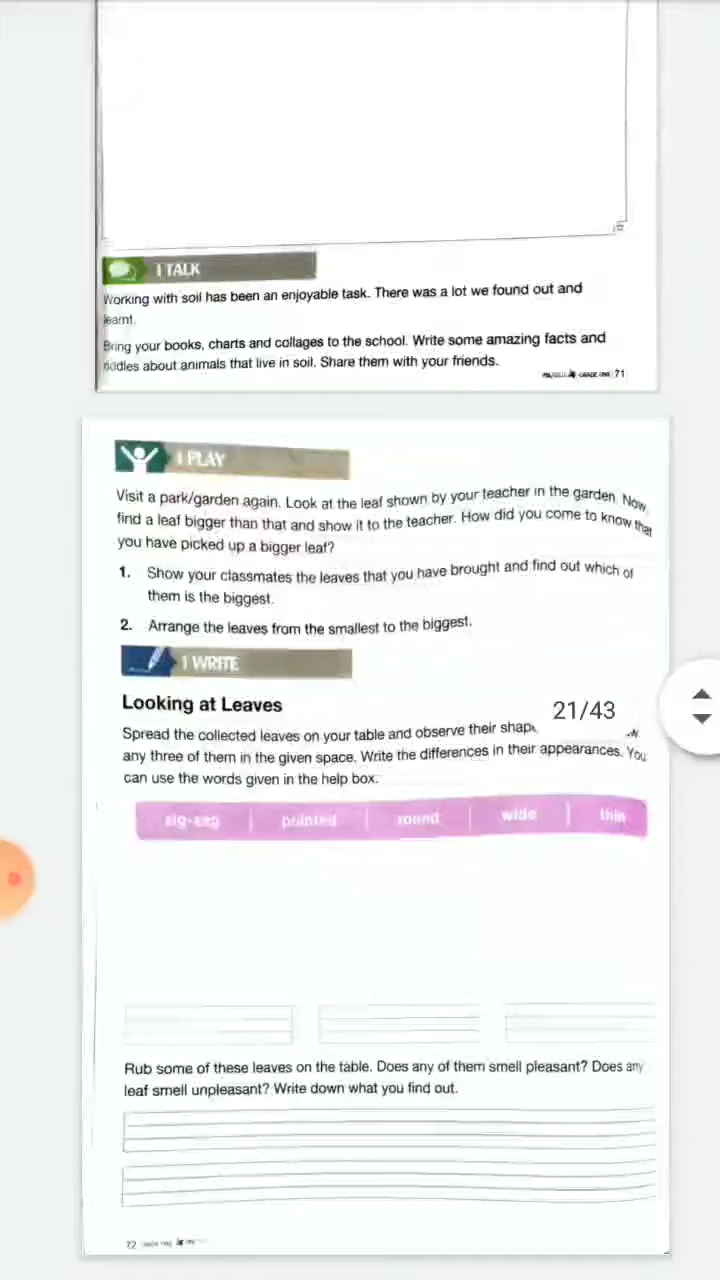 I TALK
Working with soil has been an enjoyable task. There was a lot we found out and
learnt.
Bring your books, charts and collages to the school. Write some amazing facts and
riddles about animals that live in soil. Share them with your friends.
GRADE ONE 71
I PLAY
Visit a park/garden again. Look at the leaf shown by your teacher in the garden. Now
find a leaf bigger than that and show it to the teacher. How did you come to know that
you have picked up a bigger leaf?
1. Show your classmates the leaves that you have brought and find out which of
them is the biggest.
2. Arrange the leaves from the smallest to the biggest.
I WRITE
Looking at Leaves
21/43
Spread the collected leaves on your table and observe their
any three of them in the given space. Write the differences in their appearances. You
can use the words given in the help box.
zig-zag pointed round wide thin
Rub some of these leaves on the table. Does any of them smell pleasant? Does any
leaf smell unpleasant? Write down what you find out.
72